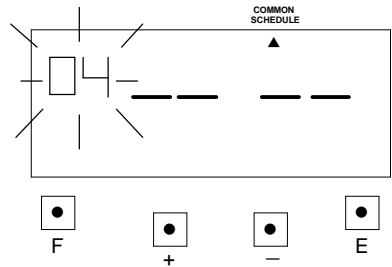 COMMON
SCHEDULE
04 -- --
F + - E